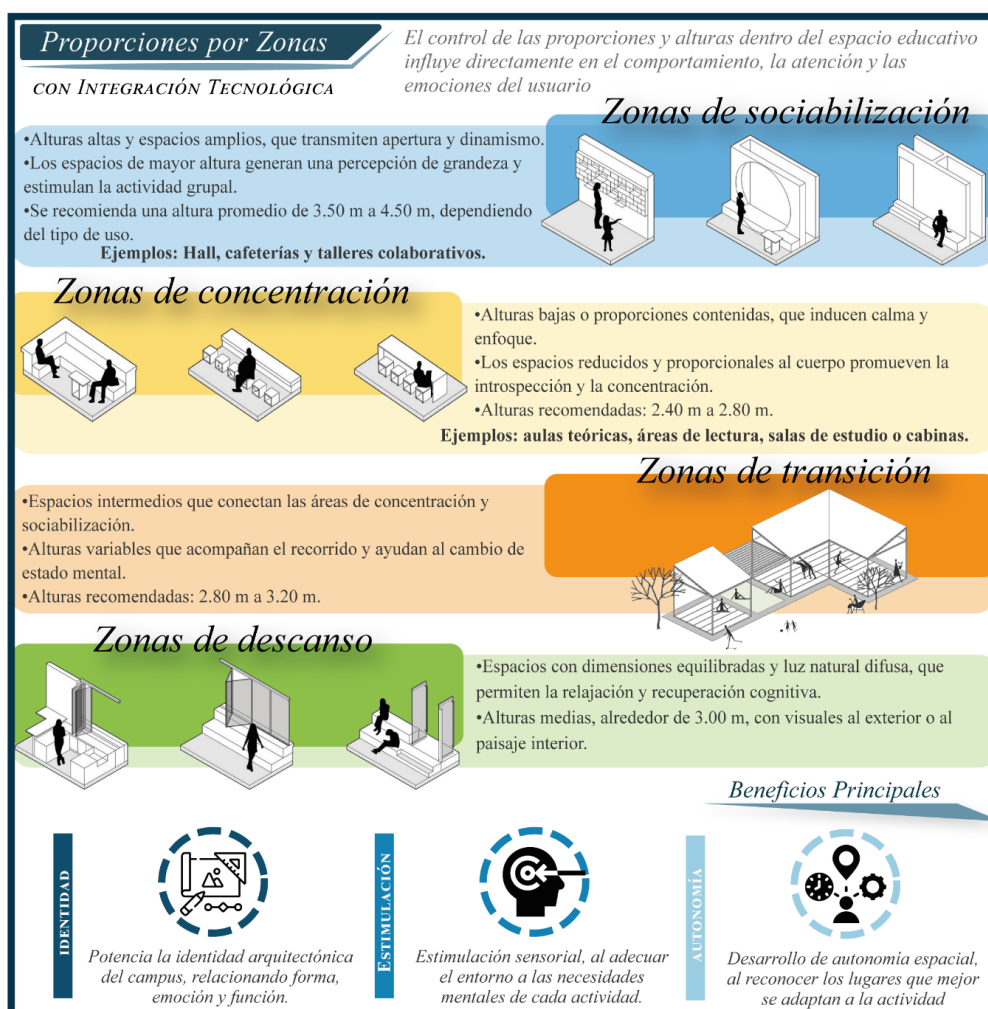 Proporciones por Zonas
CON INTEGRACIÓN TECNOLÓGICA
El control de las proporciones y alturas dentro del espacio educativo
influye directamente en el comportamiento, la atención y las
emociones del usuario
Zonas de sociabilización
•Alturas altas y espacios amplios, que transmiten apertura y dinamismo.
•Los espacios de mayor altura generan una percepción de grandeza y
estimulan la actividad grupal.
•Se recomienda una altura promedio de 3.50 m a 4.50 m, dependiendo
del tipo de uso.
Ejemplos: Hall, cafeterías y talleres colaborativos.
Zonas de concentración
•Alturas bajas o proporciones contenidas, que inducen calma y
enfoque.
•Los espacios reducidos y proporcionales al cuerpo promueven la
introspección y la concentración.
•Alturas recomendadas: 2.40 m a 2.80 m.
Ejemplos: aulas teóricas, áreas de lectura, salas de estudio o cabinas.
Zonas de transición
•Espacios intermedios que conectan las áreas de concentración y
sociabilización.
•Alturas variables que acompañan el recorrido y ayudan al cambio de
estado mental.
•Alturas recomendadas: 2.80 m a 3.20 m.
Zonas de descanso
•Espacios con dimensiones equilibradas y luz natural difusa, que
permiten la relajación y recuperación cognitiva.
•Alturas medias, alrededor de 3.00 m, con visuales al exterior o al
paisaje interior.
Beneficios Principales
IDENTIDAD
Potencia la identidad arquitectónica
del campus, relacionando forma,
emoción y función.
ESTIMULACIÓN
Estimulación sensorial, al adecuar
el entorno a las necesidades
mentales de cada actividad.
AUTONOMÍA
Desarrollo de autonomía espacial,
al reconocer los lugares que mejor
se adaptan a la actividad